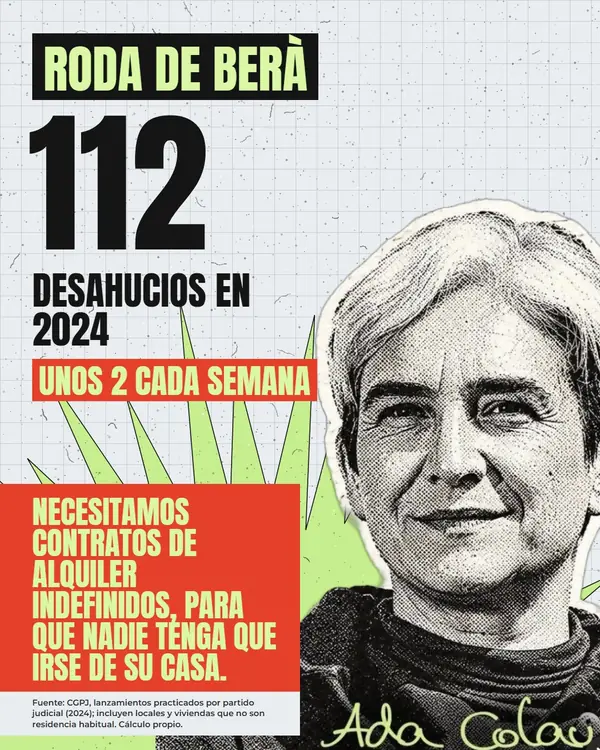 RODA DE BERÀ
112
DESAHUCIOS EN
2024
UNOS 2 CADA SEMANA
NECESITAMOS
CONTRATOS DE
ALQUILER
INDEFINIDOS, PARA
QUE NADIE TENGA QUE
IRSE DE SU CASA.
Fuente: CGPJ, lanzamientos practicados por partido
judicial (2024); incluyen locales y viviendas que no son
residencia habitual. Cálculo propio.
Ada Colau